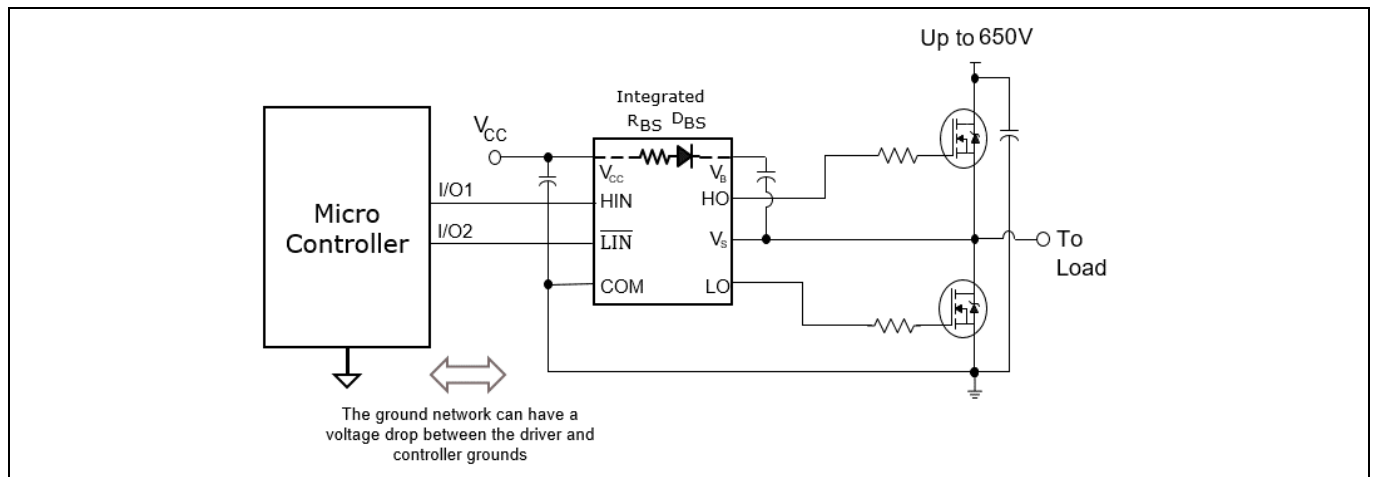 Up to 650V
Integrated
RBS DBS
VCC
VCC
VB
I/O1
HIN
HO
Micro
Controller
I/O2
LIN
VS
To
Load
COM
LO
The ground network can have a
voltage drop between the driver and
controller grounds